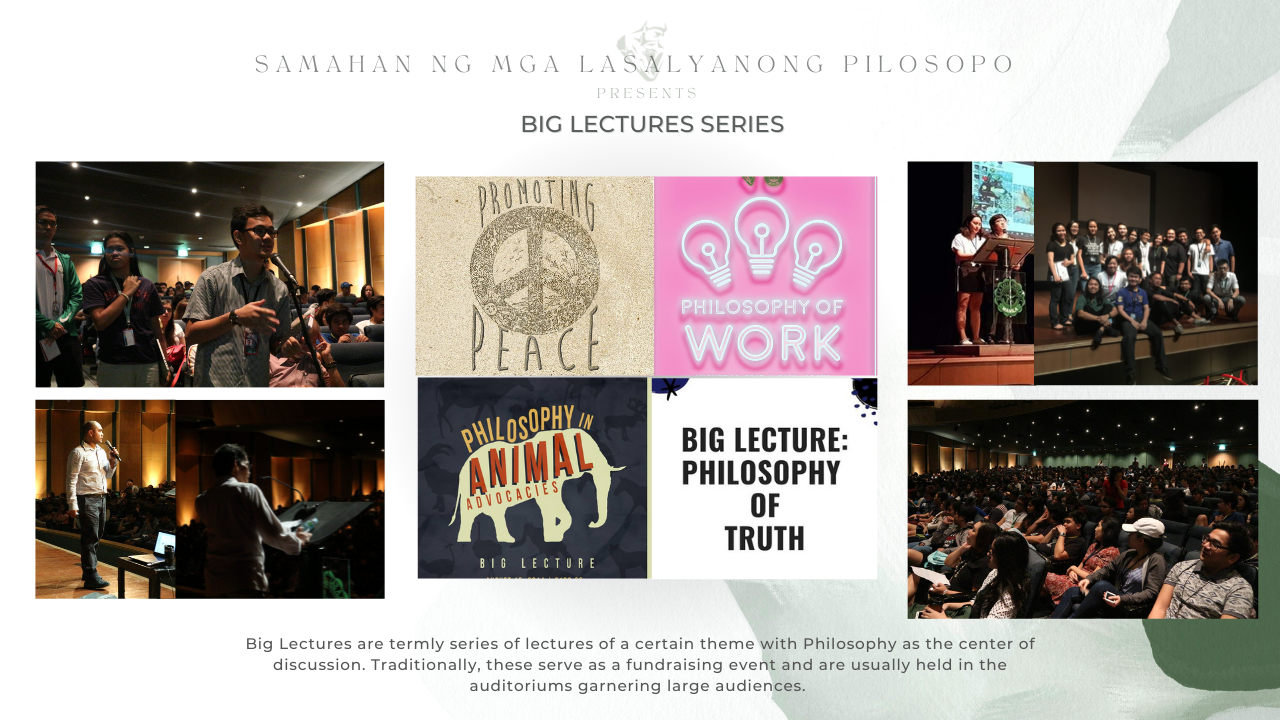 SAMAHAN NG MGA LASALYANONG PILOSOPO
PRESENTS
BIG LECTURES SERIES
PROMOTING
PEACE
PHILOSOPHY OF
WORK
PHILOSOPHY IN
ANIMAL
ADVOCACIES
BIG LECTURE
BIG LECTURE:
PHILOSOPHY
OF
TRUTH
Big Lectures are termly series of lectures of a certain theme with Philosophy as the center of
discussion. Traditionally, these serve as a fundraising event and are usually held in the
auditoriums garnering large audiences.